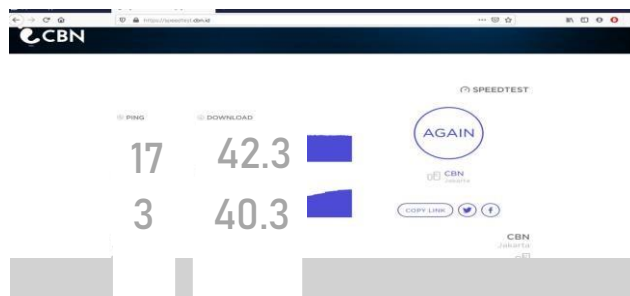 https://speedtest.cbn.id
CBN
SPEEDTEST
PING
DOWNLOAD
AGAIN
17
42.3
CBN
Jakarta
3
40.3
COPY LINK
CBN
Jakarta